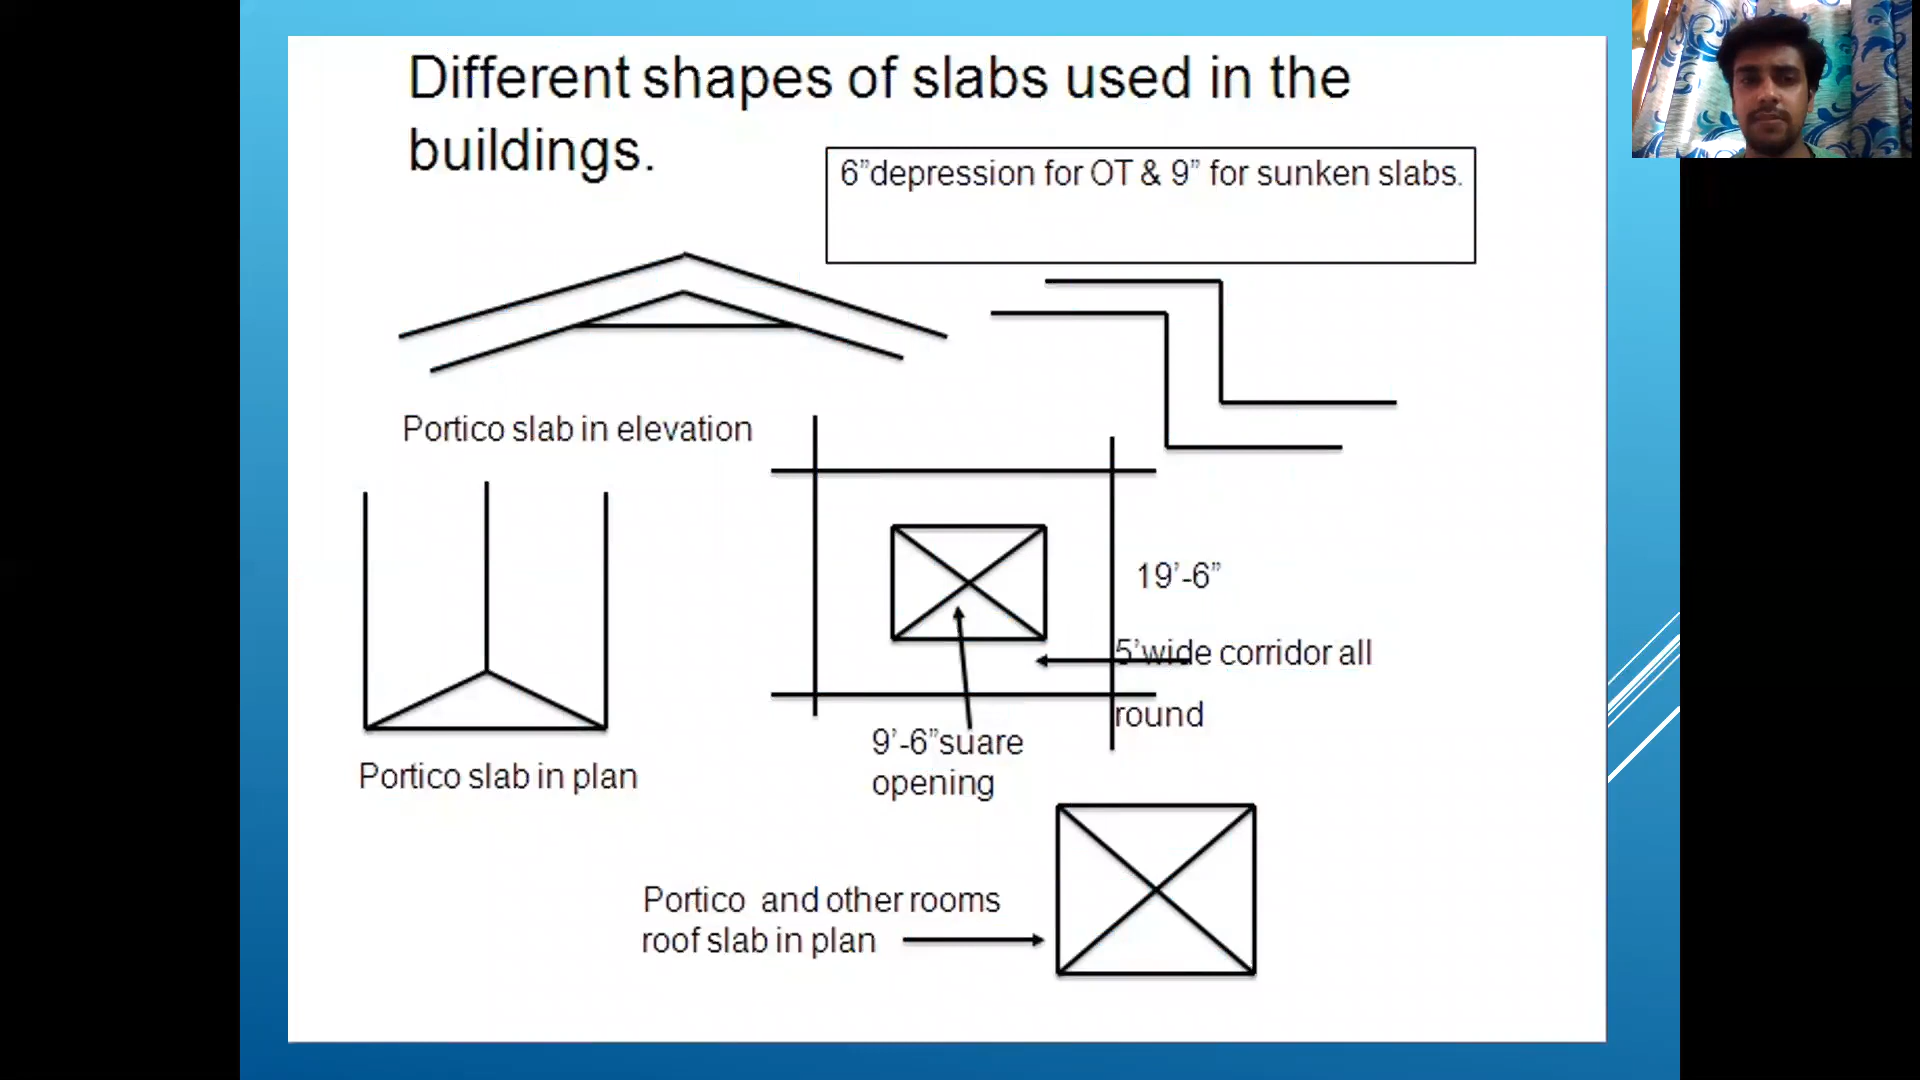 Different shapes of slabs used in the
buildings.
6”depression for OT & 9” for sunken slabs.
Portico slab in elevation
19’-6”
5’wide corridor all
round
9’-6”suare
opening
Portico slab in plan
Portico  and other rooms
roof slab in plan